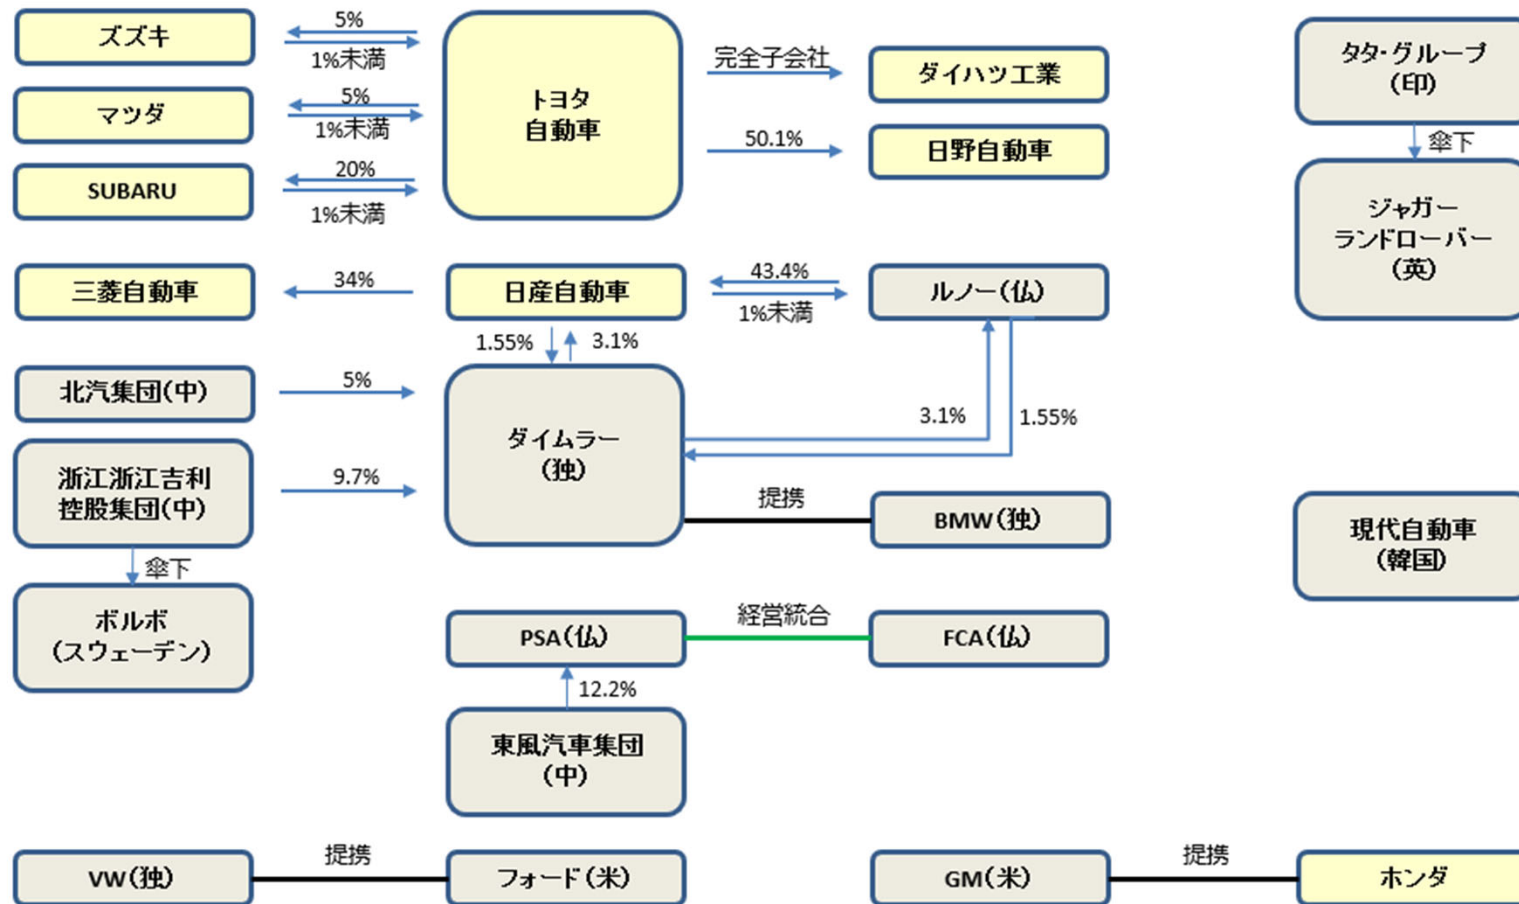 ズズキ
5%
1%未満
マツダ
5%
1%未満
SUBARU
20%
1%未満
トヨタ
自動車
完全子会社
ダイハツ工業
50.1%
日野自動車
タタ・グループ
(印)
傘下
ジャガー
ランドローバー
(英)
三菱自動車
34%
日産自動車
43.4%
1%未満
ルノー(仏)
1.55%
3.1%
北汽集団(中)
5%
ダイムラー
(独)
3.1%
1.55%
浙江浙江吉利
控股集団(中)
9.7%
提携
BMW(独)
現代自動車
(韓国)
傘下
ボルボ
(スウェーデン)
PSA(仏)
経営統合
FCA(仏)
12.2%
東風汽車集団
(中)
VW(独)
提携
フォード(米)
GM(米)
提携
ホンダ